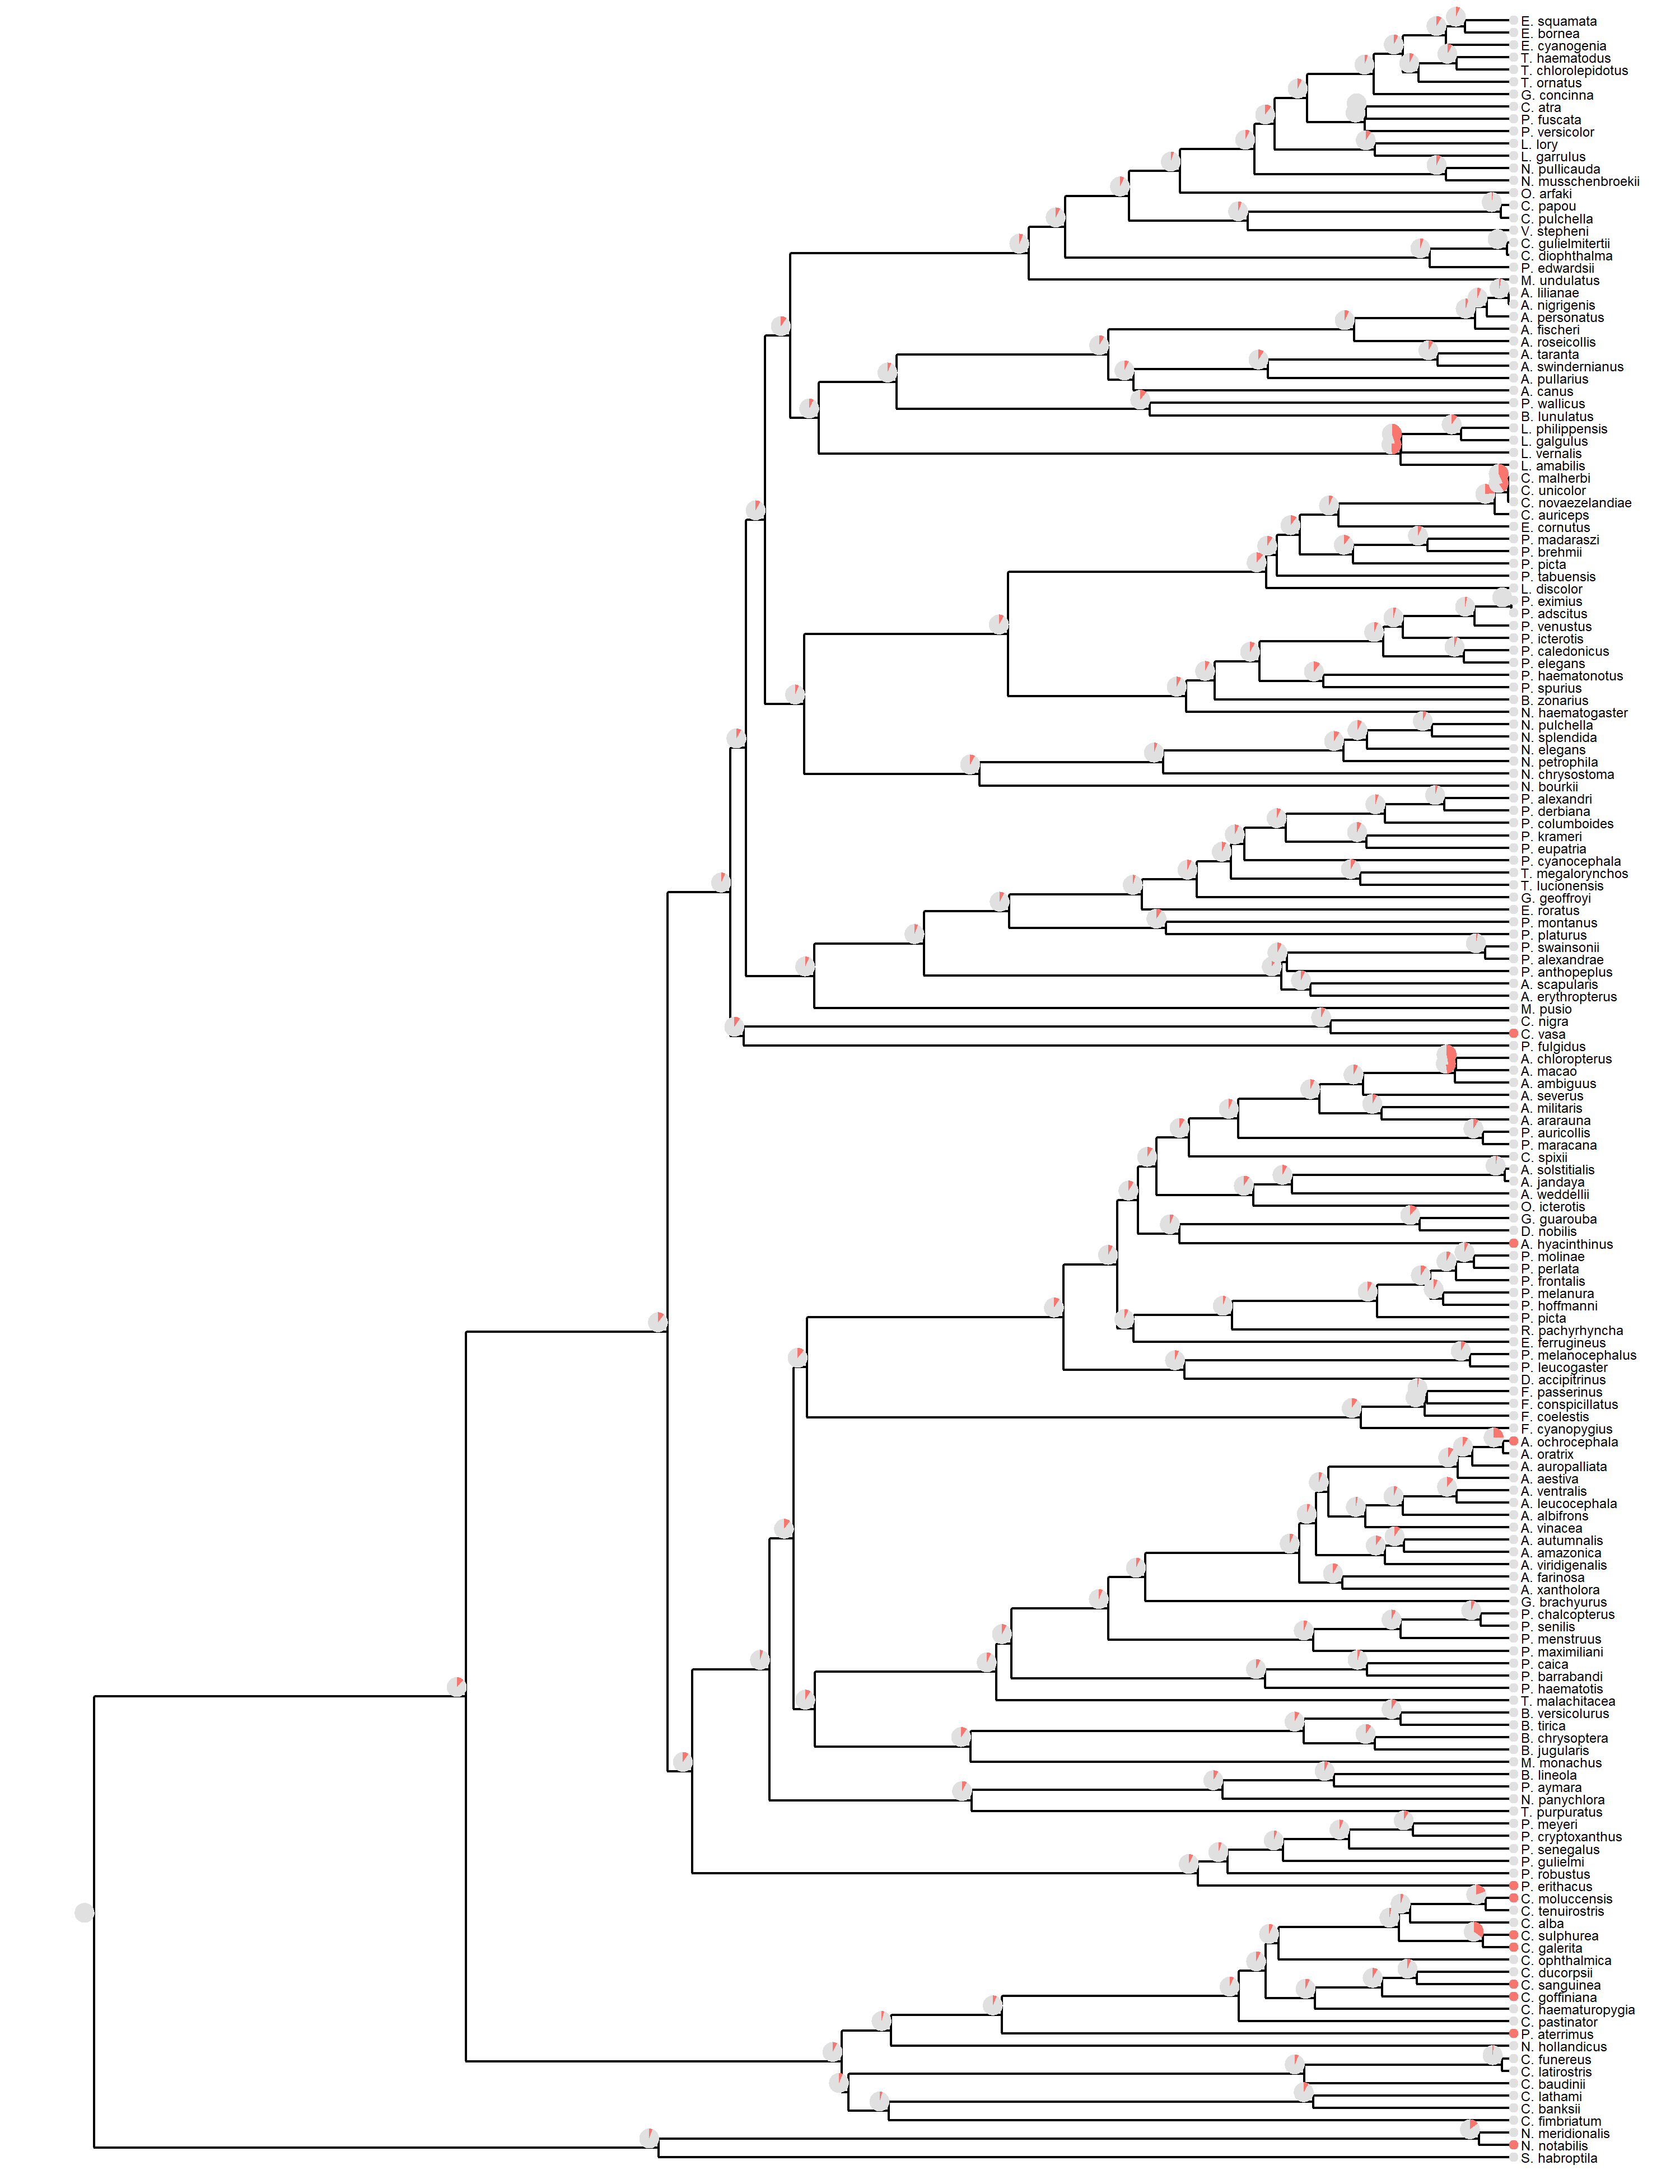 E. squamata
E. bornea
E. cyanogenia
T. haematodus
T. chlorolepidotus
T. ornatus
G. concinna
C. atra
P. fuscata
P. versicolor
L. lory
L. garrulus
N. pullicauda
N. musschenbroekii
O. arfaki
C. papou
C. pulchella
V. stepheni
C. gulielmitertii
C. diophthalma
P. edwardsii
M. undulatus
A. lilianae
A. nigrigenis
A. personatus
A. fischeri
A. roseicollis
A. taranta
A. swindernianus
A. pullarius
A. canus
P. wallicus
B. lunulatus
L. philippensis
L. galgulus
L. vernalis
L. amabilis
C. malherbi
C. unicolor
C. novaezelandiae
C. auriceps
E. cornutus
P. madaraszi
P. brehmii
P. picta
P. tabuensis
L. discolor
P. eximius
P. adscitus
P. venustus
P. icterotis
P. caledonicus
P. elegans
P. haematonotus
P. spurius
B. zonarius
N. haematogaster
N. pulchella
N. splendida
N. elegans
N. petrophila
N. chrysostoma
N. bourkii
P. alexandri
P. derbiana
P. columboides
P. krameri
P. eupatria
P. cyanocephala
T. megalorynchos
T. lucionensis
G. geoffroyi
E. roratus
P. montanus
P. platurus
P. swainsonii
P. alexandrae
P. anthopeplus
A. scapularis
A. erythropterus
M. pusio
C. nigra
C. vasa
P. fulgidus
A. chloropterus
A. macao
A. ambiguus
A. severus
A. militaris
A. ararauna
P. auricollis
P. maracana
C. spixii
A. solstitialis
A. jandaya
A. weddellii
O. icterotis
G. guarouba
D. nobilis
A. hyacinthinus
P. molinae
P. perlata
P. frontalis
P. melanura
P. hoffmanni
P. picta
R. pachyrhyncha
E. ferrugineus
P. melanocephalus
P. leucogaster
D. accipitrinus
F. passerinus
F. conspicillatus
F. coelestis
F. cyanopygius
A. ochrocephala
A. oratrix
A. auropalliata
A. aestiva
A. ventralis
A. leucocephala
A. albifrons
A. vinacea
A. autumnalis
A. amazonica
A. viridigenalis
A. farinosa
A. xantholora
G. brachyurus
P. chalcopterus
P. senilis
P. menstruus
P. maximiliani
P. caica
P. barrabandi
P. haematotis
T. malachitacea
B. versicolurus
B. tirica
B. chrysoptera
B. jugularis
M. monachus
B. lineola
P. aymara
N. panychlora
T. purpuratus
P. meyeri
P. cryptoxanthus
P. senegalus
P. gulielmi
P. robustus
P. erithacus
C. moluccensis
C. tenuirostris
C. alba
C. sulphurea
C. galerita
C. ophthalmica
C. ducorpsii
C. sanguinea
C. goffiniana
C. haematuropygia
C. pastinator
P. aterrimus
N. hollandicus
C. funereus
C. latirostris
C. baudinii
C. lathami
C. banksii
C. fimbriatum
N. meridionalis
N. notabilis
S. habroptila